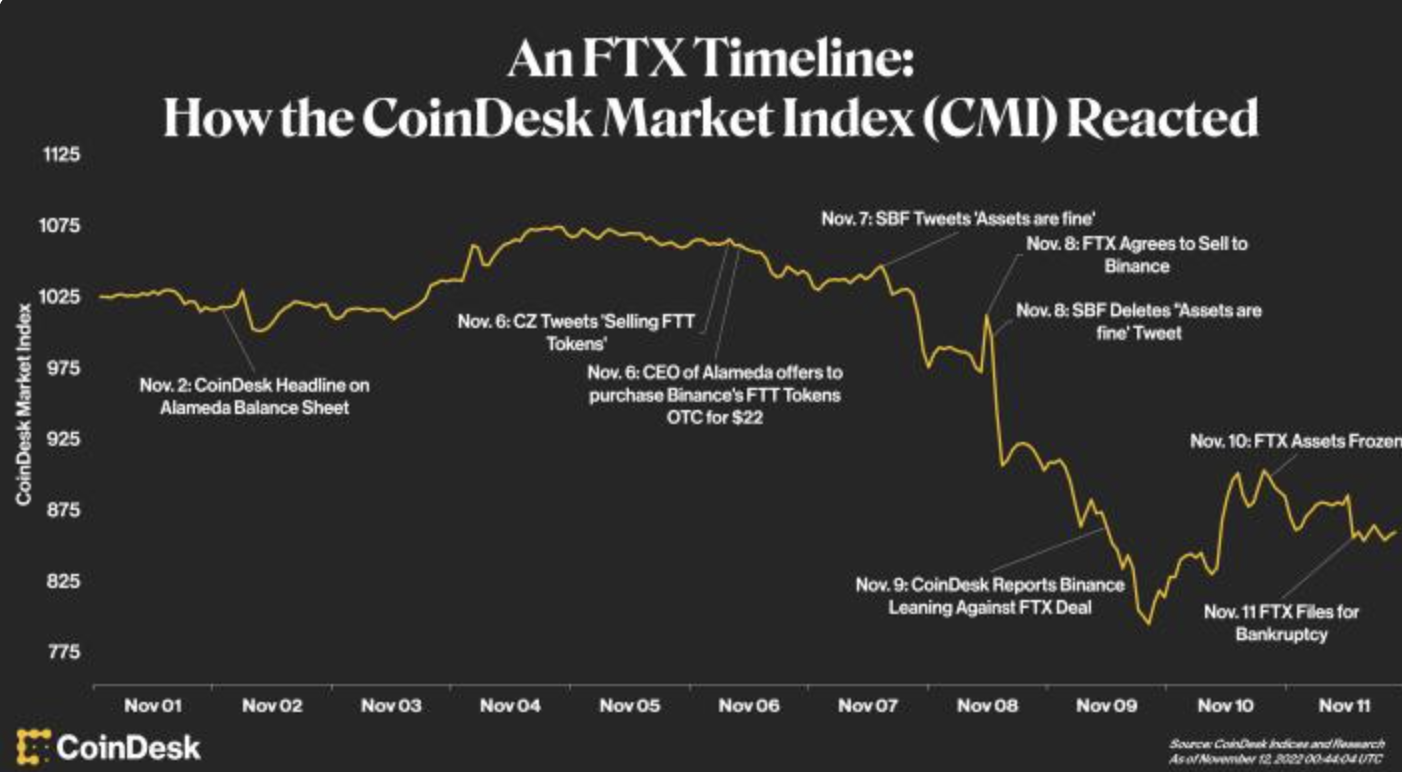 An FTX Timeline:
How the CoinDesk Market Index (CMI) Reacted
CoinDesk Market Index
1125
1075
1025
975
925
875
825
775
Nov. 2: CoinDesk Headline on
Alameda Balance Sheet
Nov. 6: CZ Tweets 'Selling FTT
Tokens'
Nov. 6: CEO of Alameda offers to
purchase Binance's FTT Tokens
OTC for $22
Nov. 7: SBF Tweets 'Assets are fine'
Nov. 8: FTX Agrees to Sell to
Binance
Nov. 8: SBF Deletes "Assets are
fine' Tweet
Nov. 9: CoinDesk Reports Binance
Leaning Against FTX Deal
Nov. 10: FTX Assets Frozen
Nov. 11 FTX Files for
Bankruptcy
Nov 01
Nov 02
Nov 03
Nov 04
Nov 05
Nov 06
Nov 07
Nov 08
Nov 09
Nov 10
Nov 11
CoinDesk
Source: CoinDesk Indices and Research
As of November 12, 2022 00:44:04 UTC